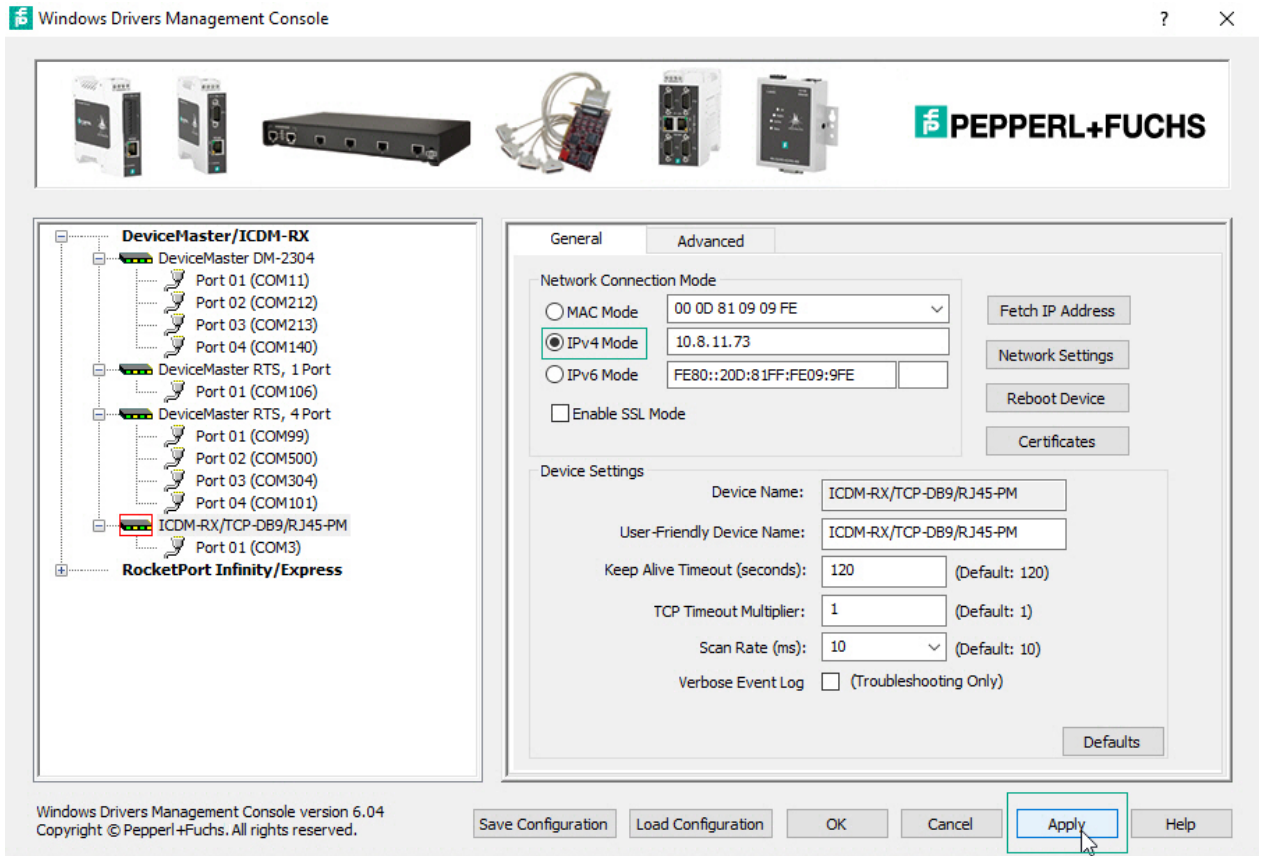 Windows Drivers Management Console
PEPPERL+FUCHS
DeviceMaster/ICDM-RX
DeviceMaster DM-2304
Port 01 (COM11)
Port 02 (COM212)
Port 03 (COM213)
Port 04 (COM140)
DeviceMaster RTS, 1 Port
Port 01 (COM106)
DeviceMaster RTS, 4 Port
Port 01 (COM99)
Port 02 (COM500)
Port 03 (COM304)
Port 04 (COM101)
ICDM-RX/TCP-DB9/RJ45-PM
Port 01 (COM3)
RocketPort Infinity/Express
General Advanced
Network Connection Mode
MAC Mode 00 0D 81 09 09 FE
IPv4 Mode 10.8.11.73
IPv6 Mode FE80::20D:81FF:FE09:9FE
Enable SSL Mode
Fetch IP Address
Network Settings
Reboot Device
Certificates
Device Settings
Device Name: ICDM-RX/TCP-DB9/RJ45-PM
User-Friendly Device Name: ICDM-RX/TCP-DB9/RJ45-PM
Keep Alive Timeout (seconds): 120 (Default: 120)
TCP Timeout Multiplier: 1 (Default: 1)
Scan Rate (ms): 10 (Default: 10)
Verbose Event Log (Troubleshooting Only)
Defaults
Windows Drivers Management Console version 6.04
Copyright © Pepperl+Fuchs. All rights reserved.
Save Configuration Load Configuration OK Cancel Apply Help